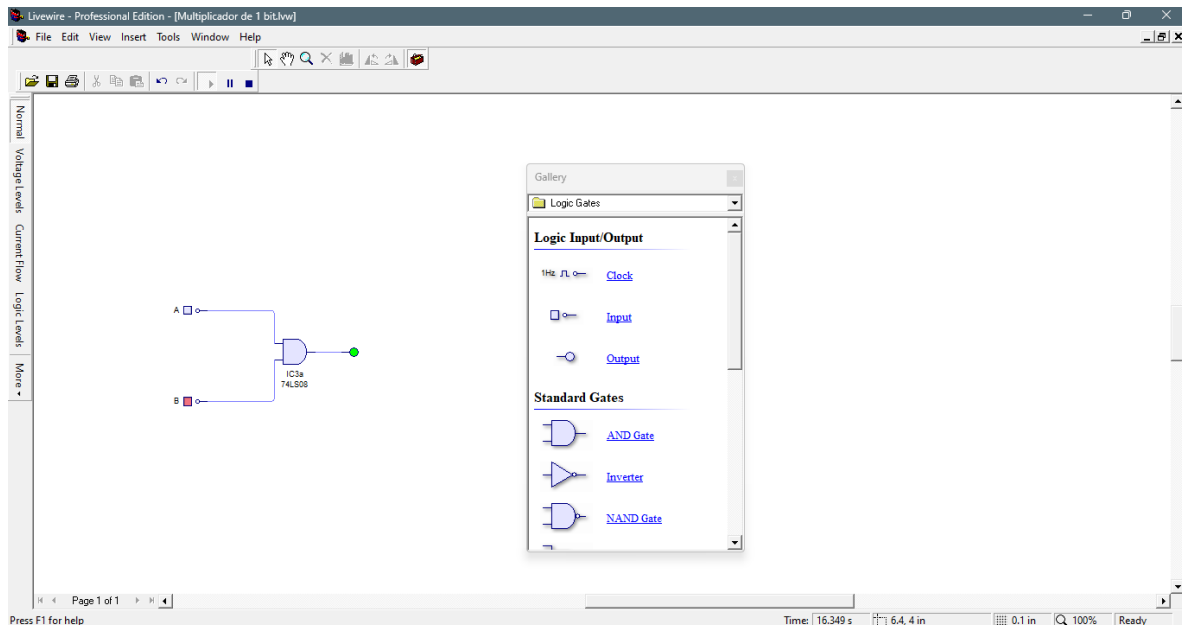 Livewire - Professional Edition - [Multiplicador de 1 bit.lvw]
File Edit View Insert Tools Window Help
Normal
Voltage Levels
Current Flow
Logic Levels
More
A
B
IC3a
74LS08
Gallery
Logic Gates
Logic Input/Output
1Hz
Clock
Input
Output
Standard Gates
AND Gate
Inverter
NAND Gate
Page 1 of 1
Press F1 for help
Time: 16.349 s 6.4, 4 in 0.1 in 100% Ready